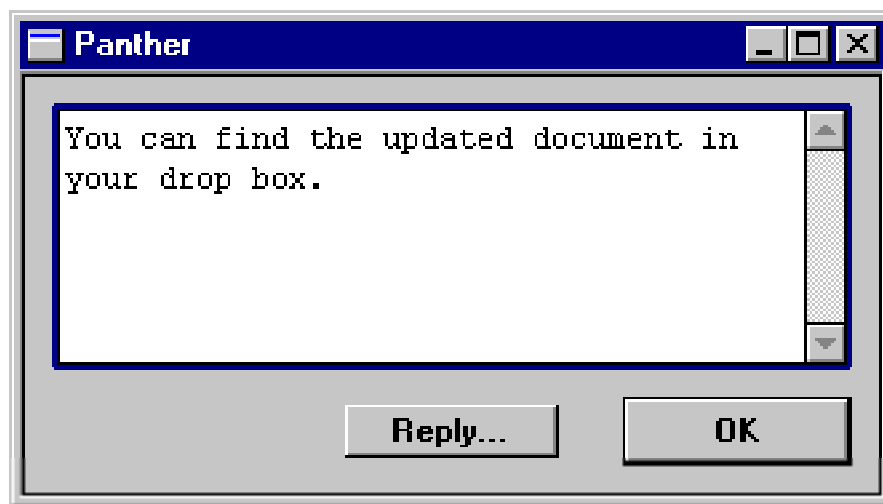 Panther
You can find the updated document in
your drop box.
Reply...
OK